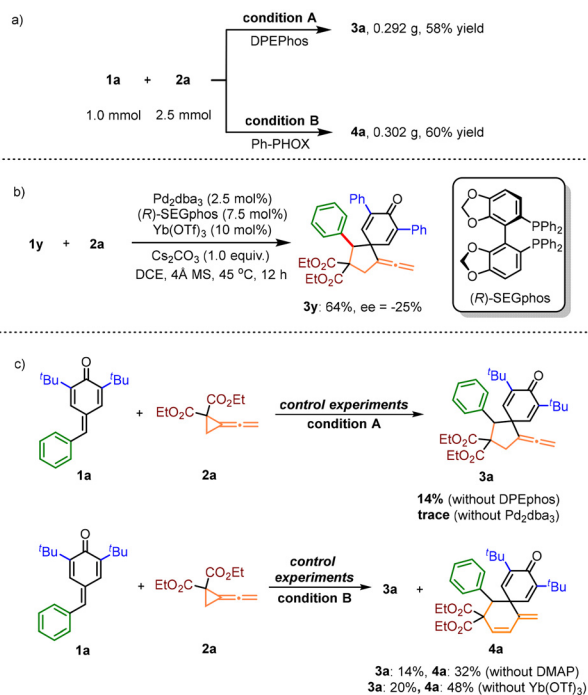 a)
condition A
DPEPhos
3a, 0.292 g, 58% yield
1a + 2a
1.0 mmol 2.5 mmol
condition B
Ph-PHOX
4a, 0.302 g, 60% yield
b)
1y + 2a
Pd₂dba₃ (2.5 mol%)
(R)-SEGphos (7.5 mol%)
Yb(OTf)₃ (10 mol%)
Cs₂CO₃ (1.0 equiv.)
DCE, 4Å MS, 45 °C, 12 h
Ph
O
Ph
EtO₂C
EtO₂C
3y: 64%, ee = -25%
O
O
PPh₂
PPh₂
O
O
(R)-SEGphos
c)
O
ᵗBu
ᵗBu
1a
+
CO₂Et
EtO₂C
2a
control experiments
condition A
ᵗBu
O
ᵗBu
EtO₂C
EtO₂C
3a
14% (without DPEphos)
trace (without Pd₂dba₃)
O
ᵗBu
ᵗBu
1a
+
CO₂Et
EtO₂C
2a
control
experiments
condition B
3a +
ᵗBu
O
ᵗBu
EtO₂C
EtO₂C
4a
3a: 14%, 4a: 32% (without DMAP)
3a: 20%, 4a: 48% (without Yb(OTf)₃)